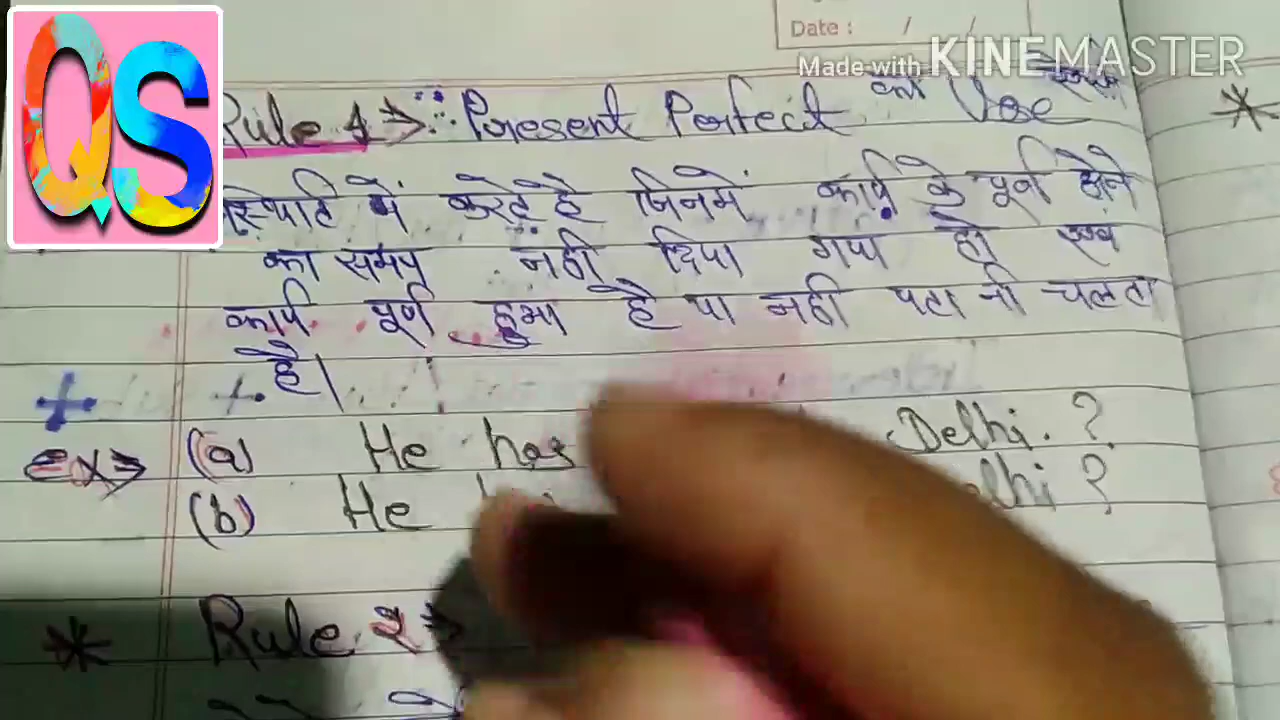 QS
Date : / /
Made with KINEMASTER
Rule 1 ⇒ Present Perfect का Use
में करते है जिनमें कार्य के पूर्ण होने
का समय नही दिया गया हो एवं
कार्य पूर्ण हुआ है या नही पता नी चलता
है।
ex⇒ (a) He has Delhi. ?
(b) He elhi ?
* Rule 2⇒